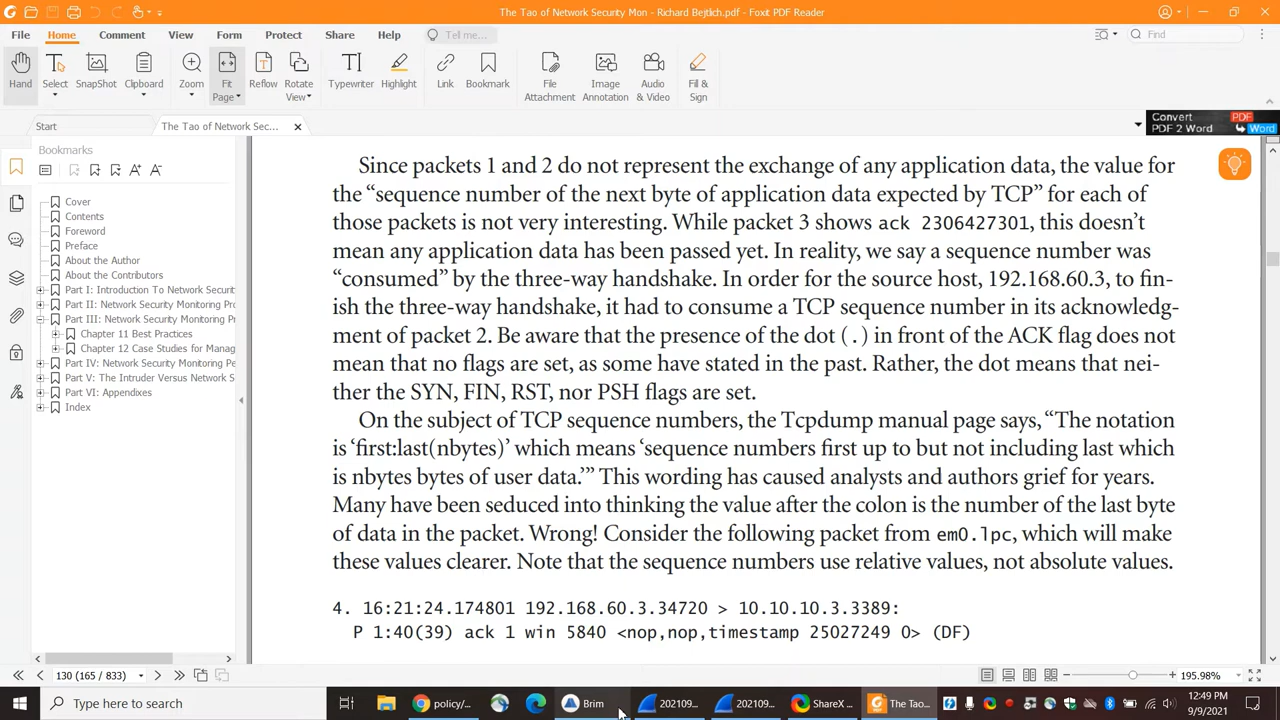 The Tao of Network Security Mon - Richard Bejtlich.pdf - Foxit PDF Reader
File Home Comment View Form Protect Share Help Tell me... Find
Hand Select SnapShot Clipboard Zoom Fit Page Reflow Rotate View Typewriter Highlight Link Bookmark File Attachment Image Annotation Audio & Video Fill & Sign
Start The Tao of Network Sec...
Convert PDF
PDF 2 Word Word
Bookmarks
Cover
Contents
Foreword
Preface
About the Author
About the Contributors
Part I: Introduction To Network Securit
Part II: Network Security Monitoring Pr
Part III: Network Security Monitoring P
Chapter 11 Best Practices
Chapter 12 Case Studies for Manag
Part IV: Network Security Monitoring Pe
Part V: The Intruder Versus Network S
Part VI: Appendixes
Index
Since packets 1 and 2 do not represent the exchange of any application data, the value for
the “sequence number of the next byte of application data expected by TCP” for each of
those packets is not very interesting. While packet 3 shows ack 2306427301, this doesn’t
mean any application data has been passed yet. In reality, we say a sequence number was
“consumed” by the three-way handshake. In order for the source host, 192.168.60.3, to fin-
ish the three-way handshake, it had to consume a TCP sequence number in its acknowledg-
ment of packet 2. Be aware that the presence of the dot (.) in front of the ACK flag does not
mean that no flags are set, as some have stated in the past. Rather, the dot means that nei-
ther the SYN, FIN, RST, nor PSH flags are set.
On the subject of TCP sequence numbers, the Tcpdump manual page says, “The notation
is ‘first:last(nbytes)’ which means ‘sequence numbers first up to but not including last which
is nbytes bytes of user data.’” This wording has caused analysts and authors grief for years.
Many have been seduced into thinking the value after the colon is the number of the last byte
of data in the packet. Wrong! Consider the following packet from em0.lpc, which will make
these values clearer. Note that the sequence numbers use relative values, not absolute values.
4. 16:21:24.174801 192.168.60.3.34720 > 10.10.10.3.3389:
P 1:40(39) ack 1 win 5840 <nop,nop,timestamp 25027249 0> (DF)
130 (165 / 833) 195.98%
Type here to search policy/... Brim 202109... 202109... ShareX ... The Tao... 12:49 PM
9/9/2021